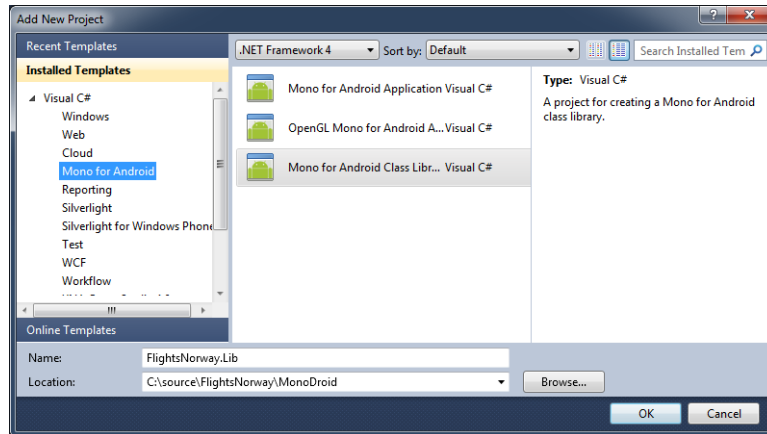 Add New Project
Recent Templates
.NET Framework 4 Sort by: Default Search Installed Tem
Installed Templates
Visual C#
Windows
Web
Cloud
Mono for Android
Reporting
Silverlight
Silverlight for Windows Phone
Test
WCF
Workflow
Mono for Android Application Visual C#
OpenGL Mono for Android A... Visual C#
Mono for Android Class Libr... Visual C#
Type: Visual C#
A project for creating a Mono for Android
class library.
Online Templates
Name: FlightsNorway.Lib
Location: C:\source\FlightsNorway\MonoDroid Browse...
OK Cancel